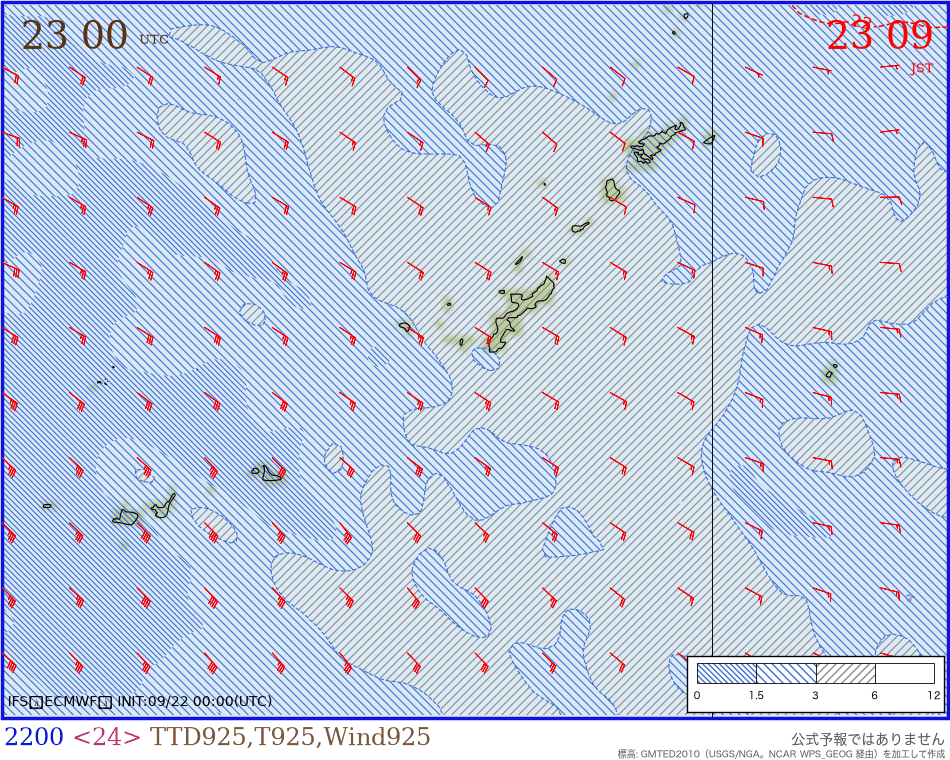 23 00 UTC
23 09
JST
IFS□ECMWF□ INIT:09/22 00:00(UTC)
0 1.5 3 6 12
2200 <24> TTD925,T925,Wind925
公式予報ではありません
標高: GMTED2010（USGS/NGA。NCAR WPS_GEOG 経由）を加工して作成